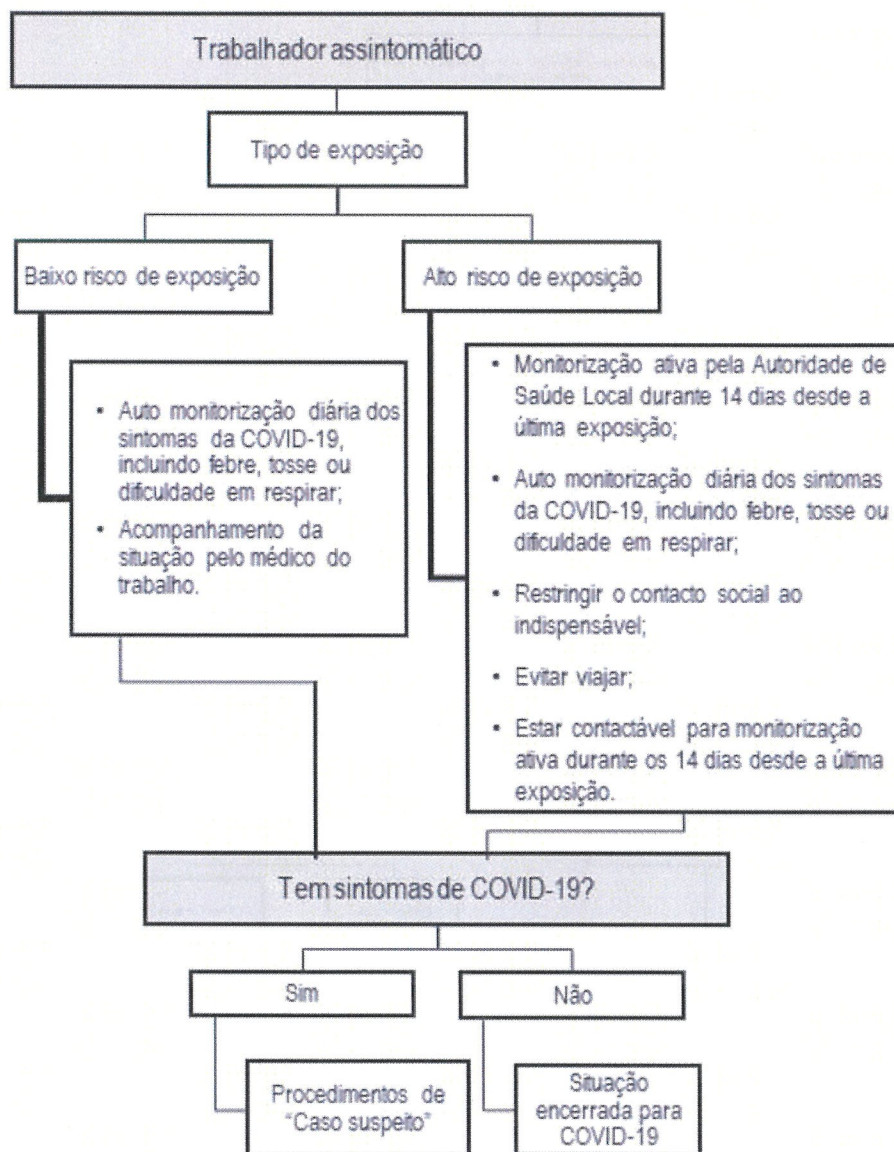 Trabalhador assintomático
Tipo de exposição
Baixo risco de exposição
Alto risco de exposição
• Auto monitorização diária dos
sintomas da COVID-19,
incluindo febre, tosse ou
dificuldade em respirar;
• Acompanhamento da
situação pelo médico do
trabalho.
• Monitorização ativa pela Autoridade de
Saúde Local durante 14 dias desde a
última exposição;
• Auto monitorização diária dos sintomas
da COVID-19, incluindo febre, tosse ou
dificuldade em respirar;
• Restringir o contacto social ao
indispensável;
• Evitar viajar;
• Estar contactável para monitorização
ativa durante os 14 dias desde a última
exposição.
Tem sintomas de COVID-19?
Sim
Não
Procedimentos de
“Caso suspeito”
Situação
encerrada para
COVID-19